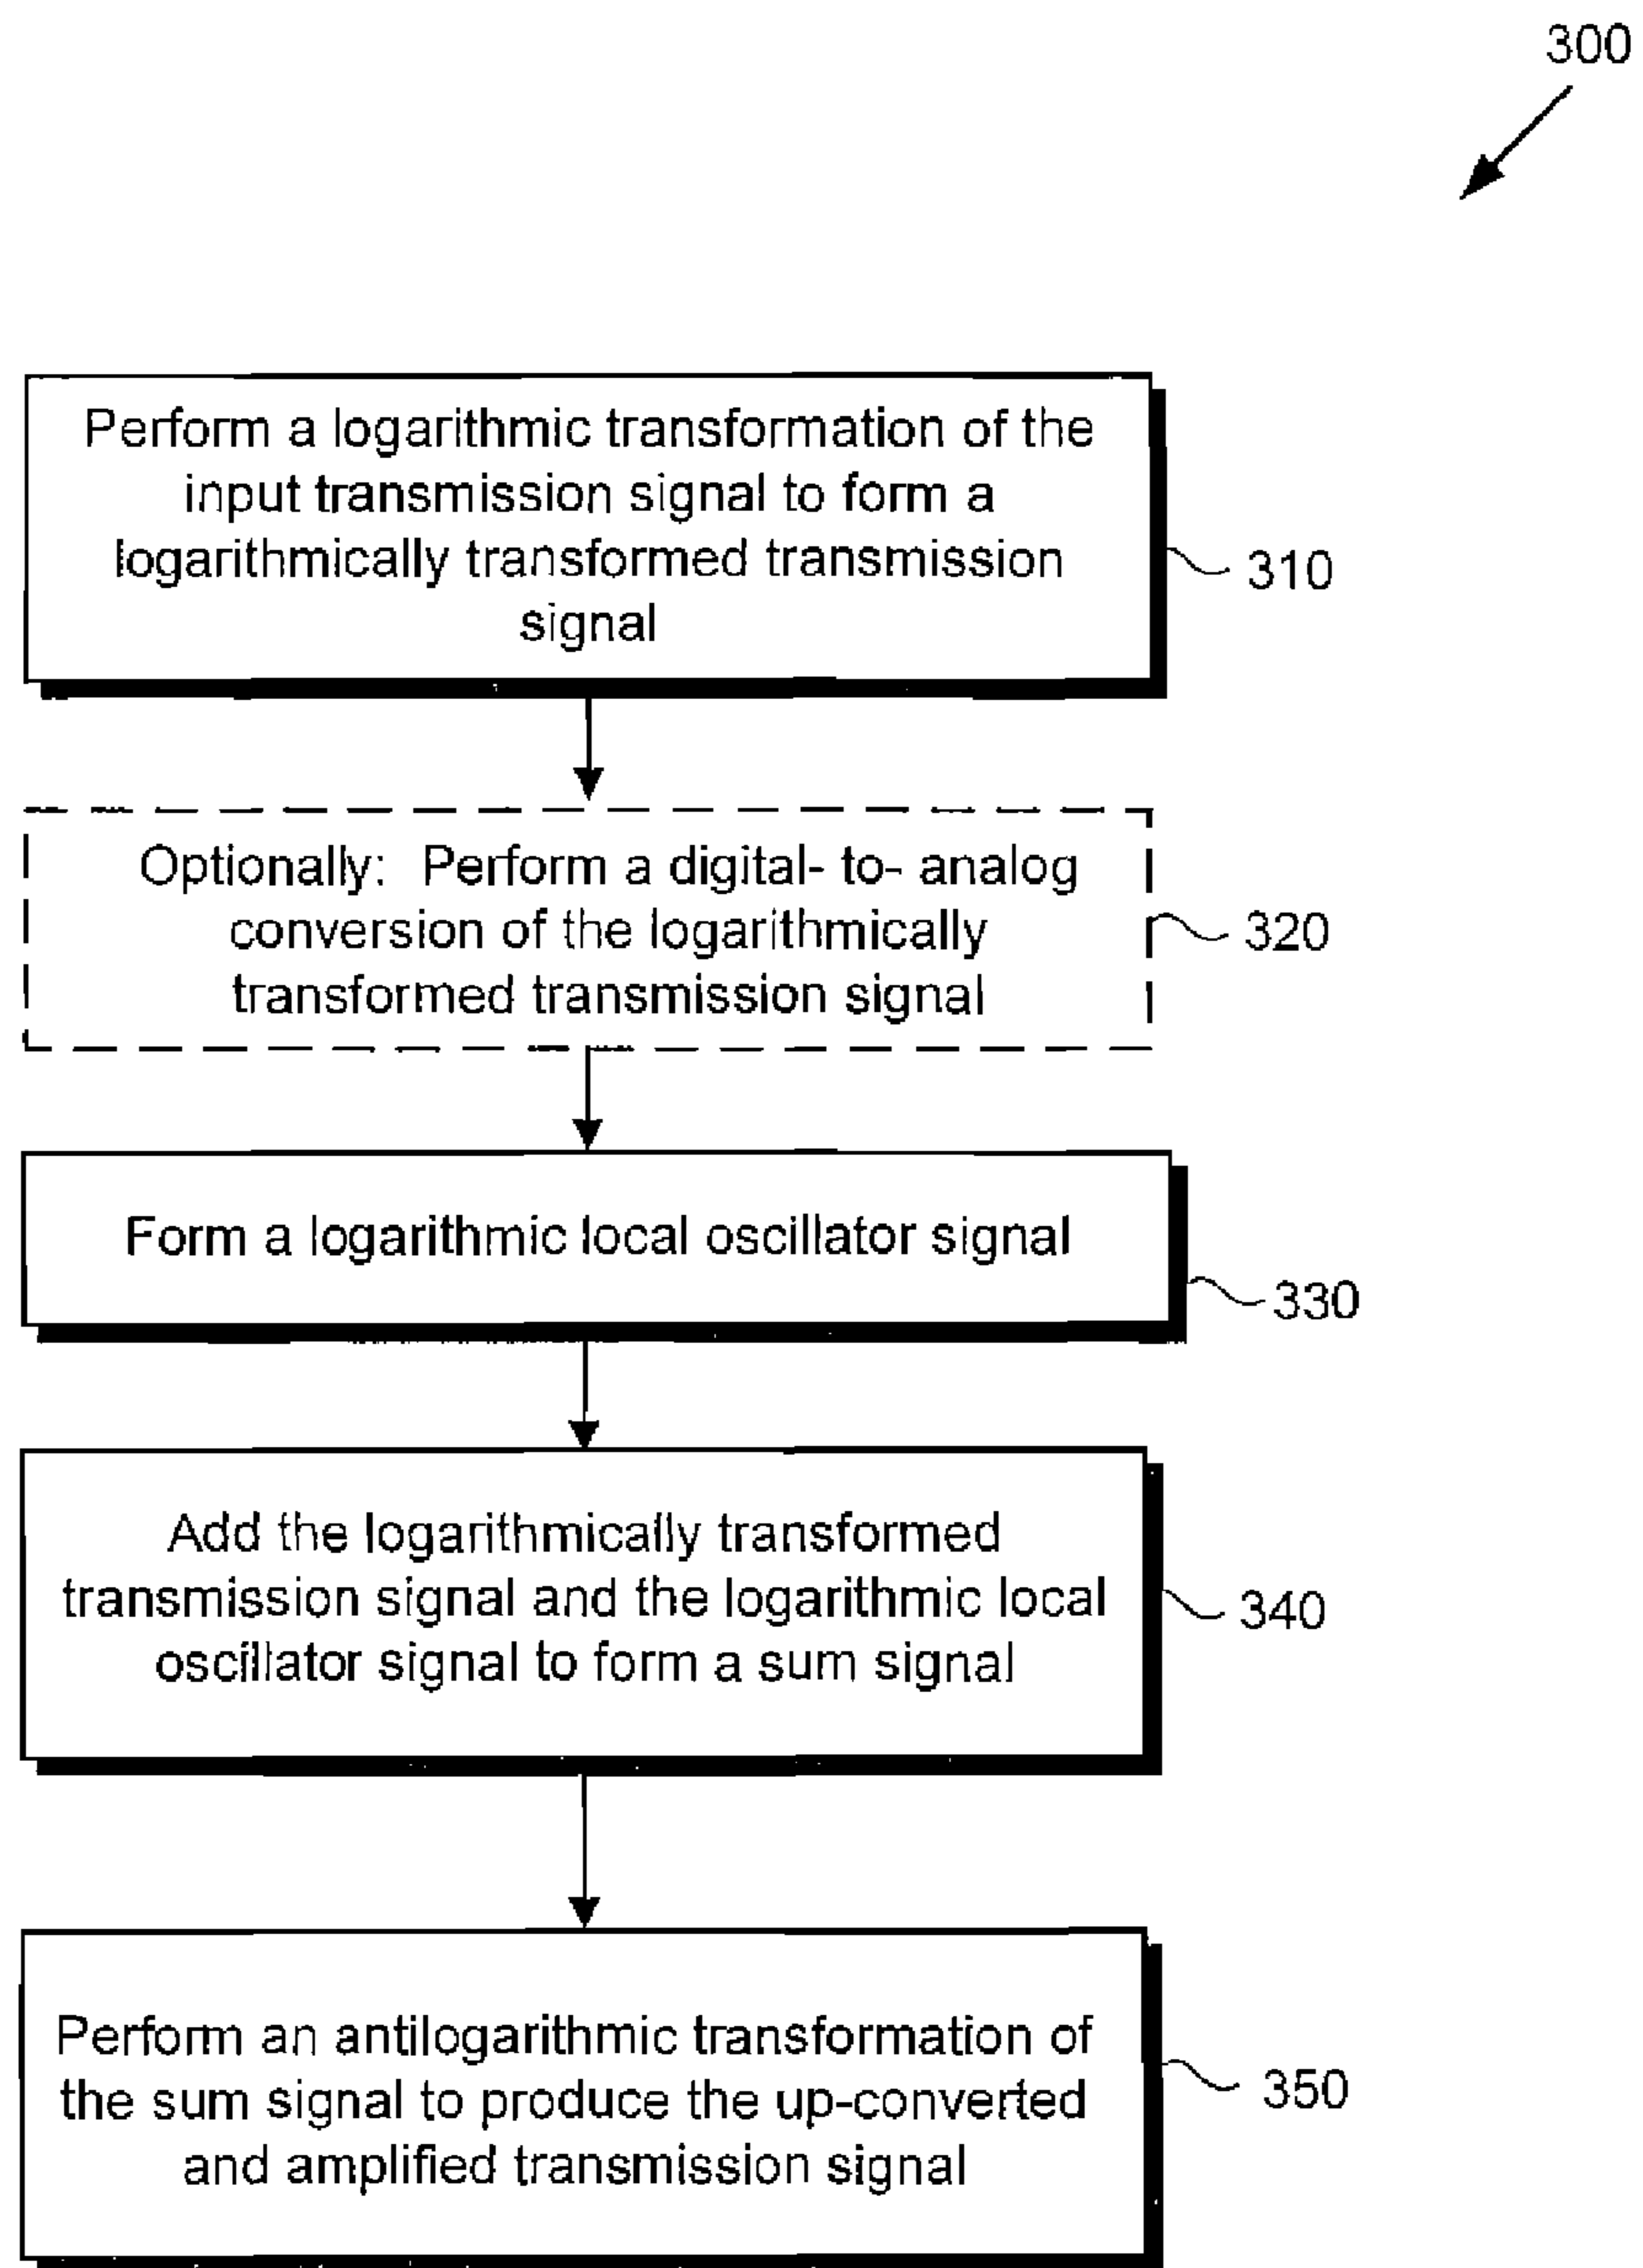 300
Perform a logarithmic transformation of the
input transmission signal to form a
logarithmically transformed transmission
signal
310
Optionally: Perform a digital- to- analog
conversion of the logarithmically
transformed transmission signal
320
Form a logarithmic local oscillator signal
330
Add the logarithmically transformed
transmission signal and the logarithmic local
oscillator signal to form a sum signal
340
Perform an antilogarithmic transformation of
the sum signal to produce the up-converted
and amplified transmission signal
350